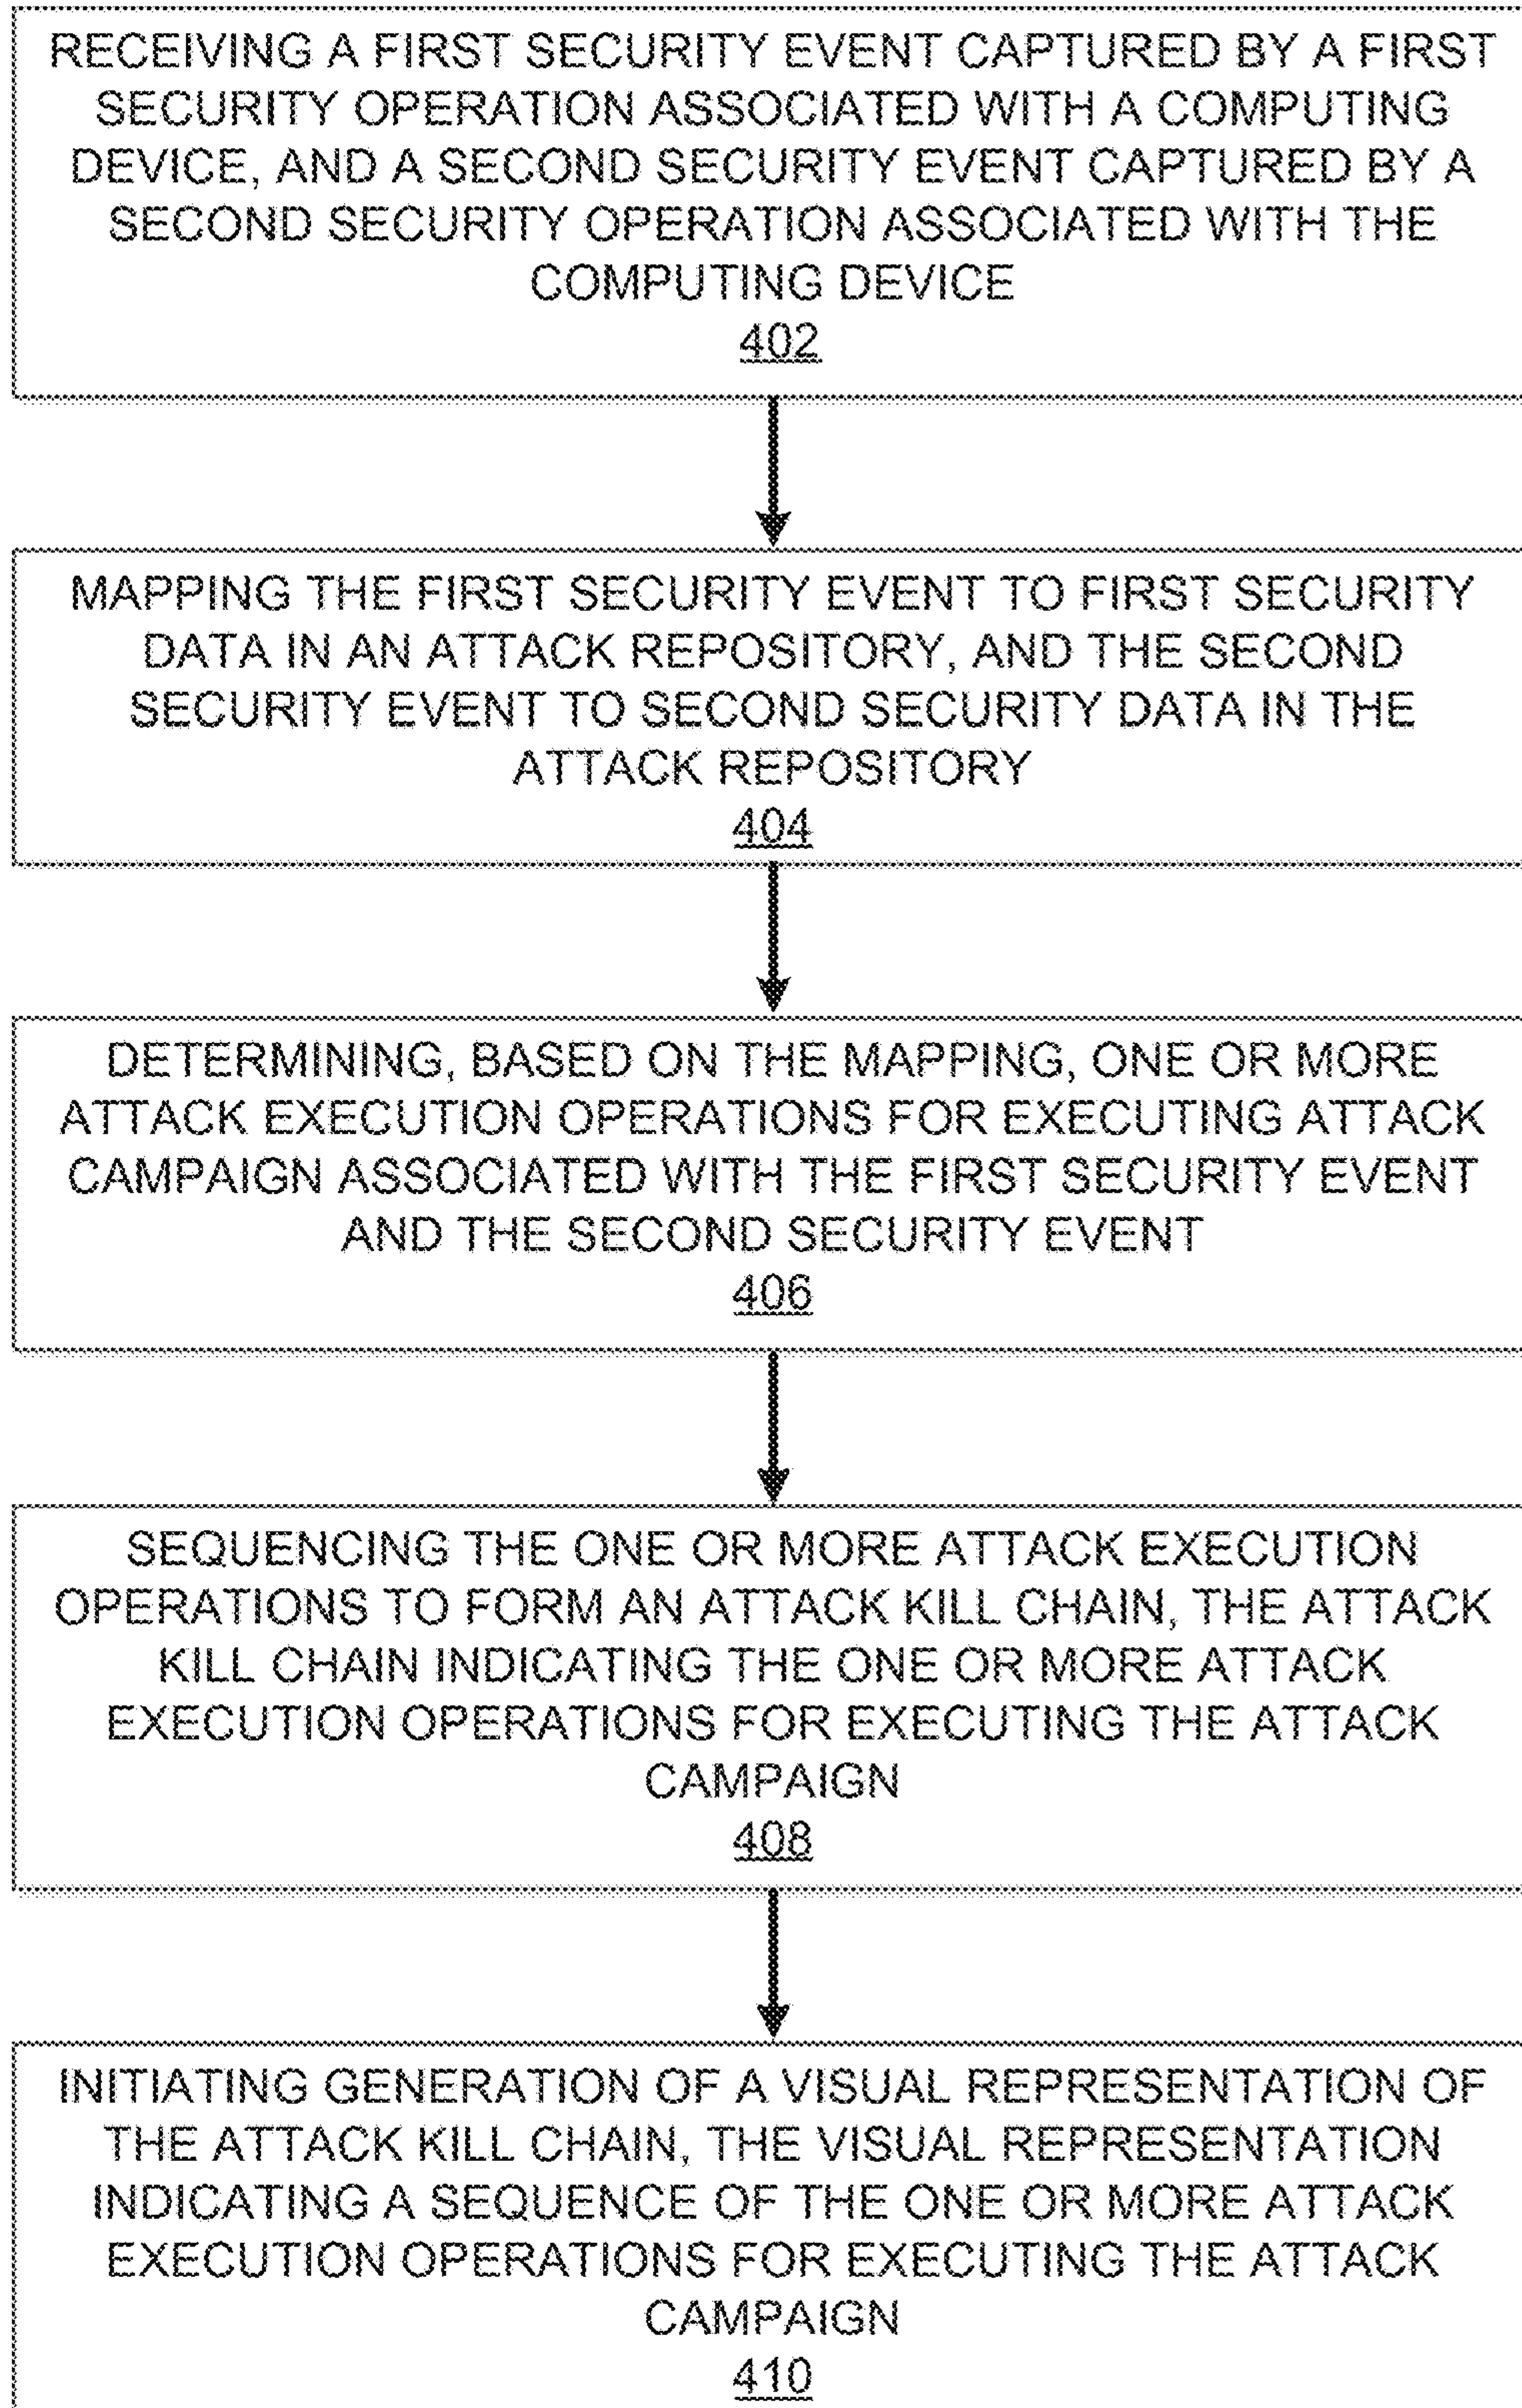 RECEIVING A FIRST SECURITY EVENT CAPTURED BY A FIRST
SECURITY OPERATION ASSOCIATED WITH A COMPUTING
DEVICE, AND A SECOND SECURITY EVENT CAPTURED BY A
SECOND SECURITY OPERATION ASSOCIATED WITH THE
COMPUTING DEVICE
402
MAPPING THE FIRST SECURITY EVENT TO FIRST SECURITY
DATA IN AN ATTACK REPOSITORY, AND THE SECOND
SECURITY EVENT TO SECOND SECURITY DATA IN THE
ATTACK REPOSITORY
404
DETERMINING, BASED ON THE MAPPING, ONE OR MORE
ATTACK EXECUTION OPERATIONS FOR EXECUTING ATTACK
CAMPAIGN ASSOCIATED WITH THE FIRST SECURITY EVENT
AND THE SECOND SECURITY EVENT
406
SEQUENCING THE ONE OR MORE ATTACK EXECUTION
OPERATIONS TO FORM AN ATTACK KILL CHAIN, THE ATTACK
KILL CHAIN INDICATING THE ONE OR MORE ATTACK
EXECUTION OPERATIONS FOR EXECUTING THE ATTACK
CAMPAIGN
408
INITIATING GENERATION OF A VISUAL REPRESENTATION OF
THE ATTACK KILL CHAIN, THE VISUAL REPRESENTATION
INDICATING A SEQUENCE OF THE ONE OR MORE ATTACK
EXECUTION OPERATIONS FOR EXECUTING THE ATTACK
CAMPAIGN
410